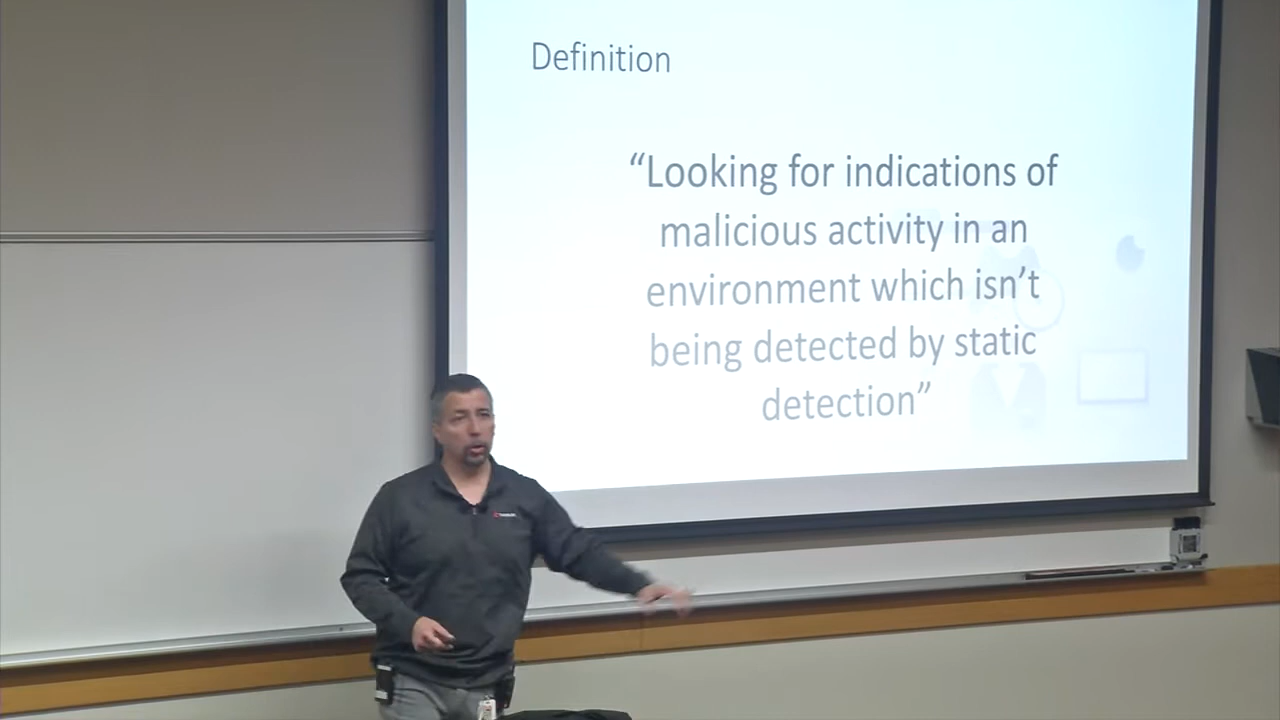 Definition
“Looking for indications of
malicious activity in an
environment which isn’t
being detected by static
detection”